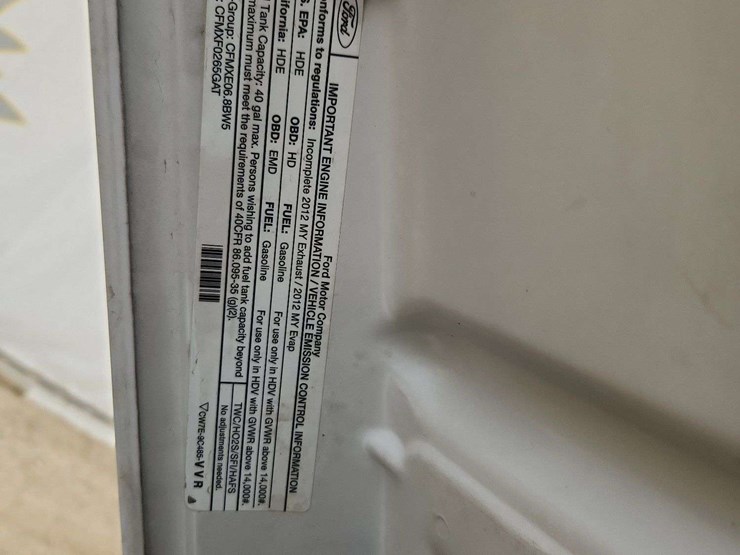 Ford
Ford Motor Company
IMPORTANT ENGINE INFORMATION / VEHICLE EMISSION CONTROL INFORMATION
nforms to regulations: Incomplete 2012 MY Exhaust / 2012 MY Evap
S. EPA: HDE OBD: HD FUEL: Gasoline For use only in HDV with GVWR above 14,000#.
ifornia: HDE OBD: EMD FUEL: Gasoline For use only in HDV with GVWR above 14,000#.
l Tank Capacity: 40 gal max. Persons wishing to add fuel tank capacity beyond
maximum must meet the requirements of 40CFR 86.095-35 (g)(2).
TWC/HO2S/SFI/HAFS
-Group: CFMXE06.8BW5
No adjustments needed.
: CFMXF0265GAT
CW7E-9C485-VVR